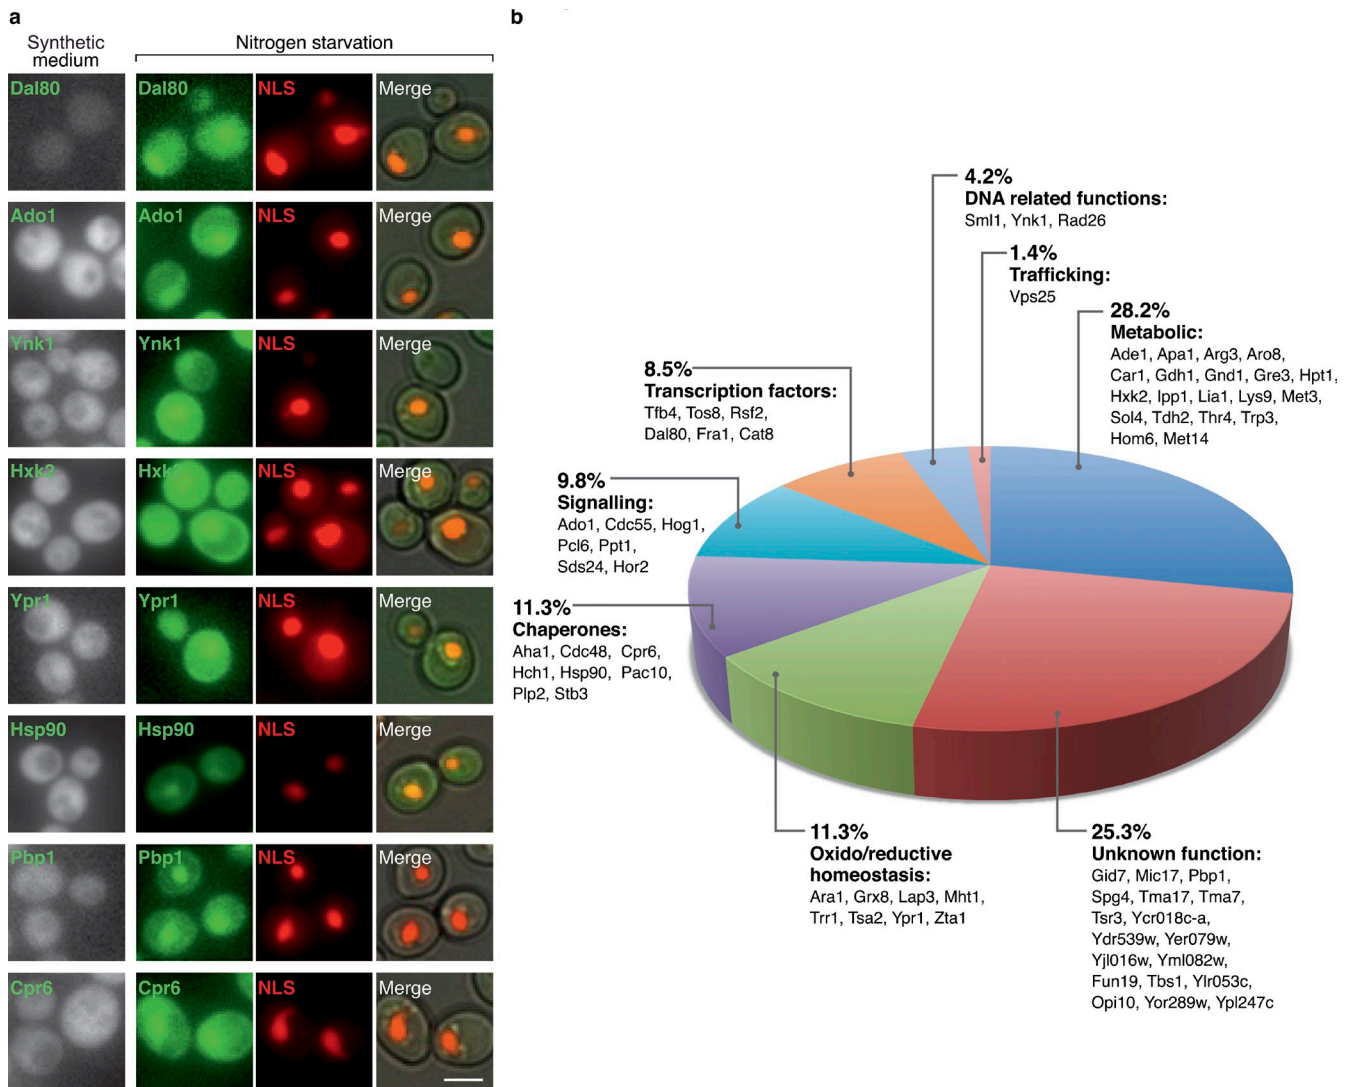 a
Synthetic
medium
Nitrogen starvation
Dal80
Dal80
NLS
Merge
Ado1
Ado1
NLS
Merge
Ynk1
Ynk1
NLS
Merge
Hxk2
Hxk
NLS
Merge
Ypr1
Ypr1
NLS
Merge
Hsp90
Hsp90
NLS
Merge
Pbp1
Pbp1
NLS
Merge
Cpr6
Cpr6
NLS
Merge
b
4.2%
DNA related functions:
Sml1, Ynk1, Rad26
1.4%
Trafficking:
Vps25
28.2%
Metabolic:
Ade1, Apa1, Arg3, Aro8,
Car1, Gdh1, Gnd1, Gre3, Hpt1,
Hxk2, Ipp1, Lia1, Lys9, Met3,
Sol4, Tdh2, Thr4, Trp3,
Hom6, Met14
8.5%
Transcription factors:
Tfb4, Tos8, Rsf2,
Dal80, Fra1, Cat8
9.8%
Signalling:
Ado1, Cdc55, Hog1,
Pcl6, Ppt1,
Sds24, Hor2
11.3%
Chaperones:
Aha1, Cdc48, Cpr6,
Hch1, Hsp90, Pac10,
Plp2, Stb3
11.3%
Oxido/reductive
homeostasis:
Ara1, Grx8, Lap3, Mht1,
Trr1, Tsa2, Ypr1, Zta1
25.3%
Unknown function:
Gid7, Mic17, Pbp1,
Spg4, Tma17, Tma7,
Tsr3, Ycr018c-a,
Ydr539w, Yer079w,
Yjl016w, Yml082w,
Fun19, Tbs1, Ylr053c,
Opi10, Yor289w, Ypl247c